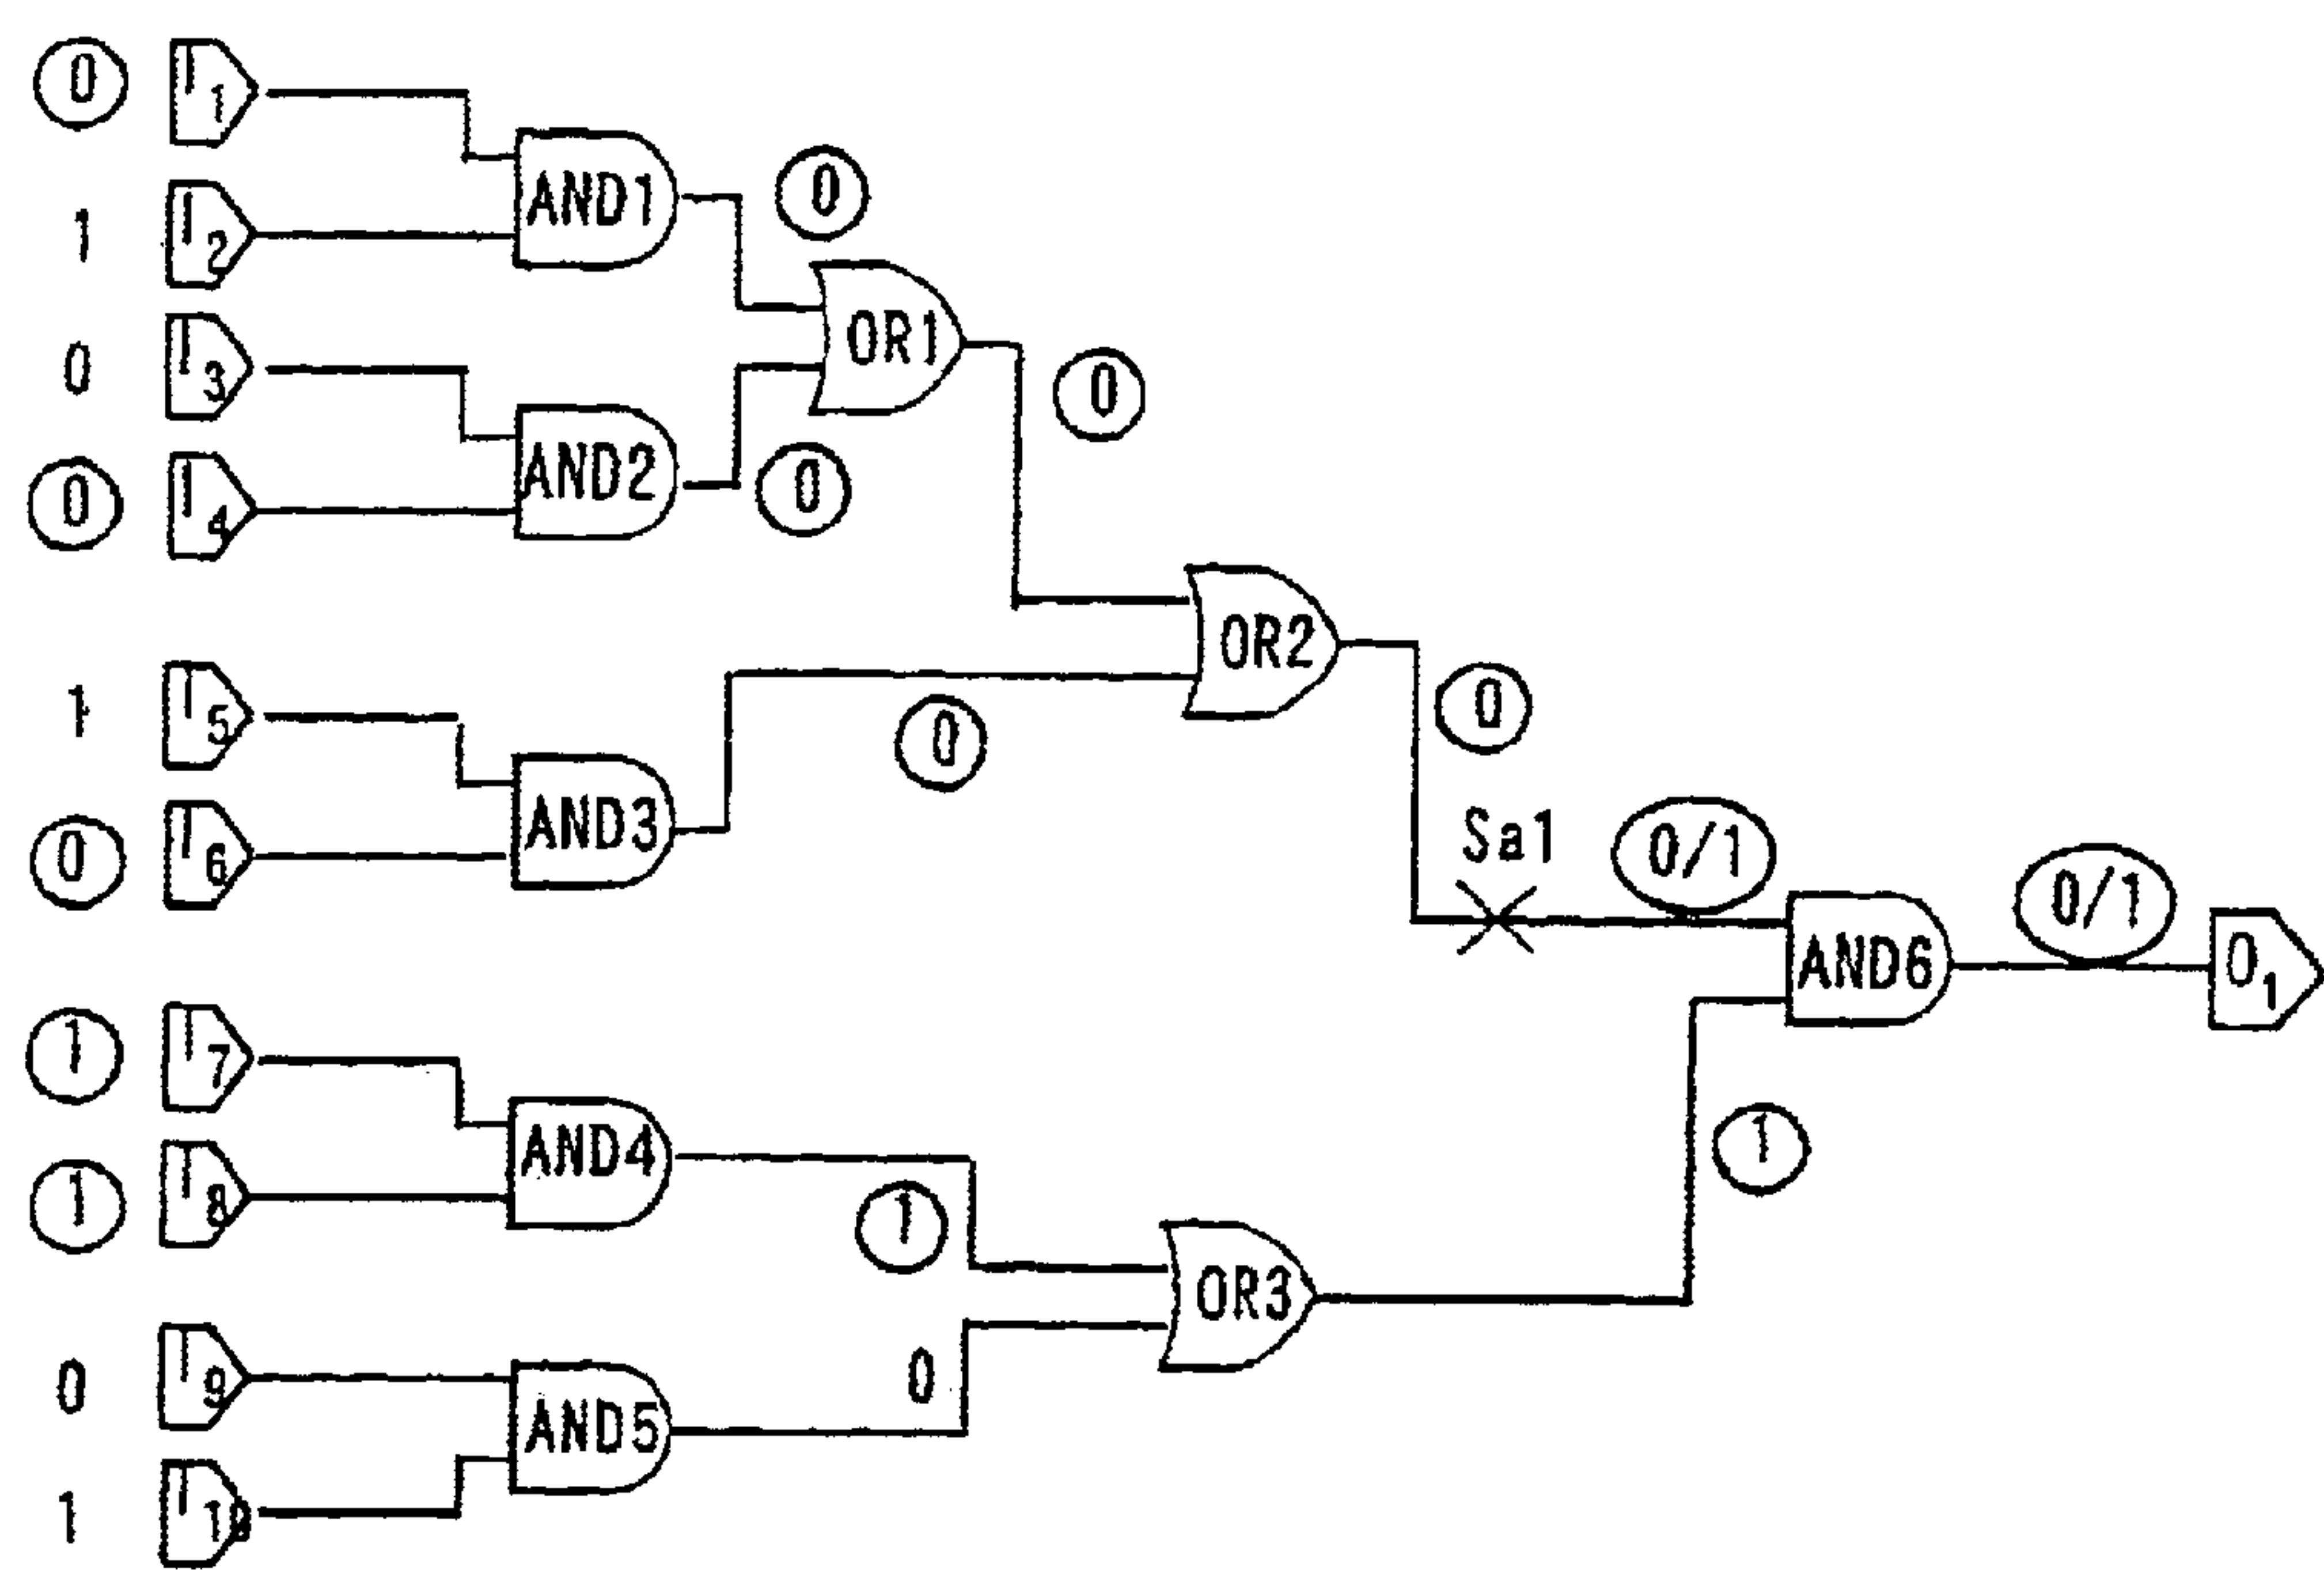 0 I1
AND1 0
1 I2
OR1
0 I3
0
AND2 0
0 I4
OR2
1 I5
0
0
AND3
Sa1 0/1
0 I6
0/1
AND6 O1
1 I7
AND4
1
1 I8
1
OR3
0 I9
0
AND5
1 I10